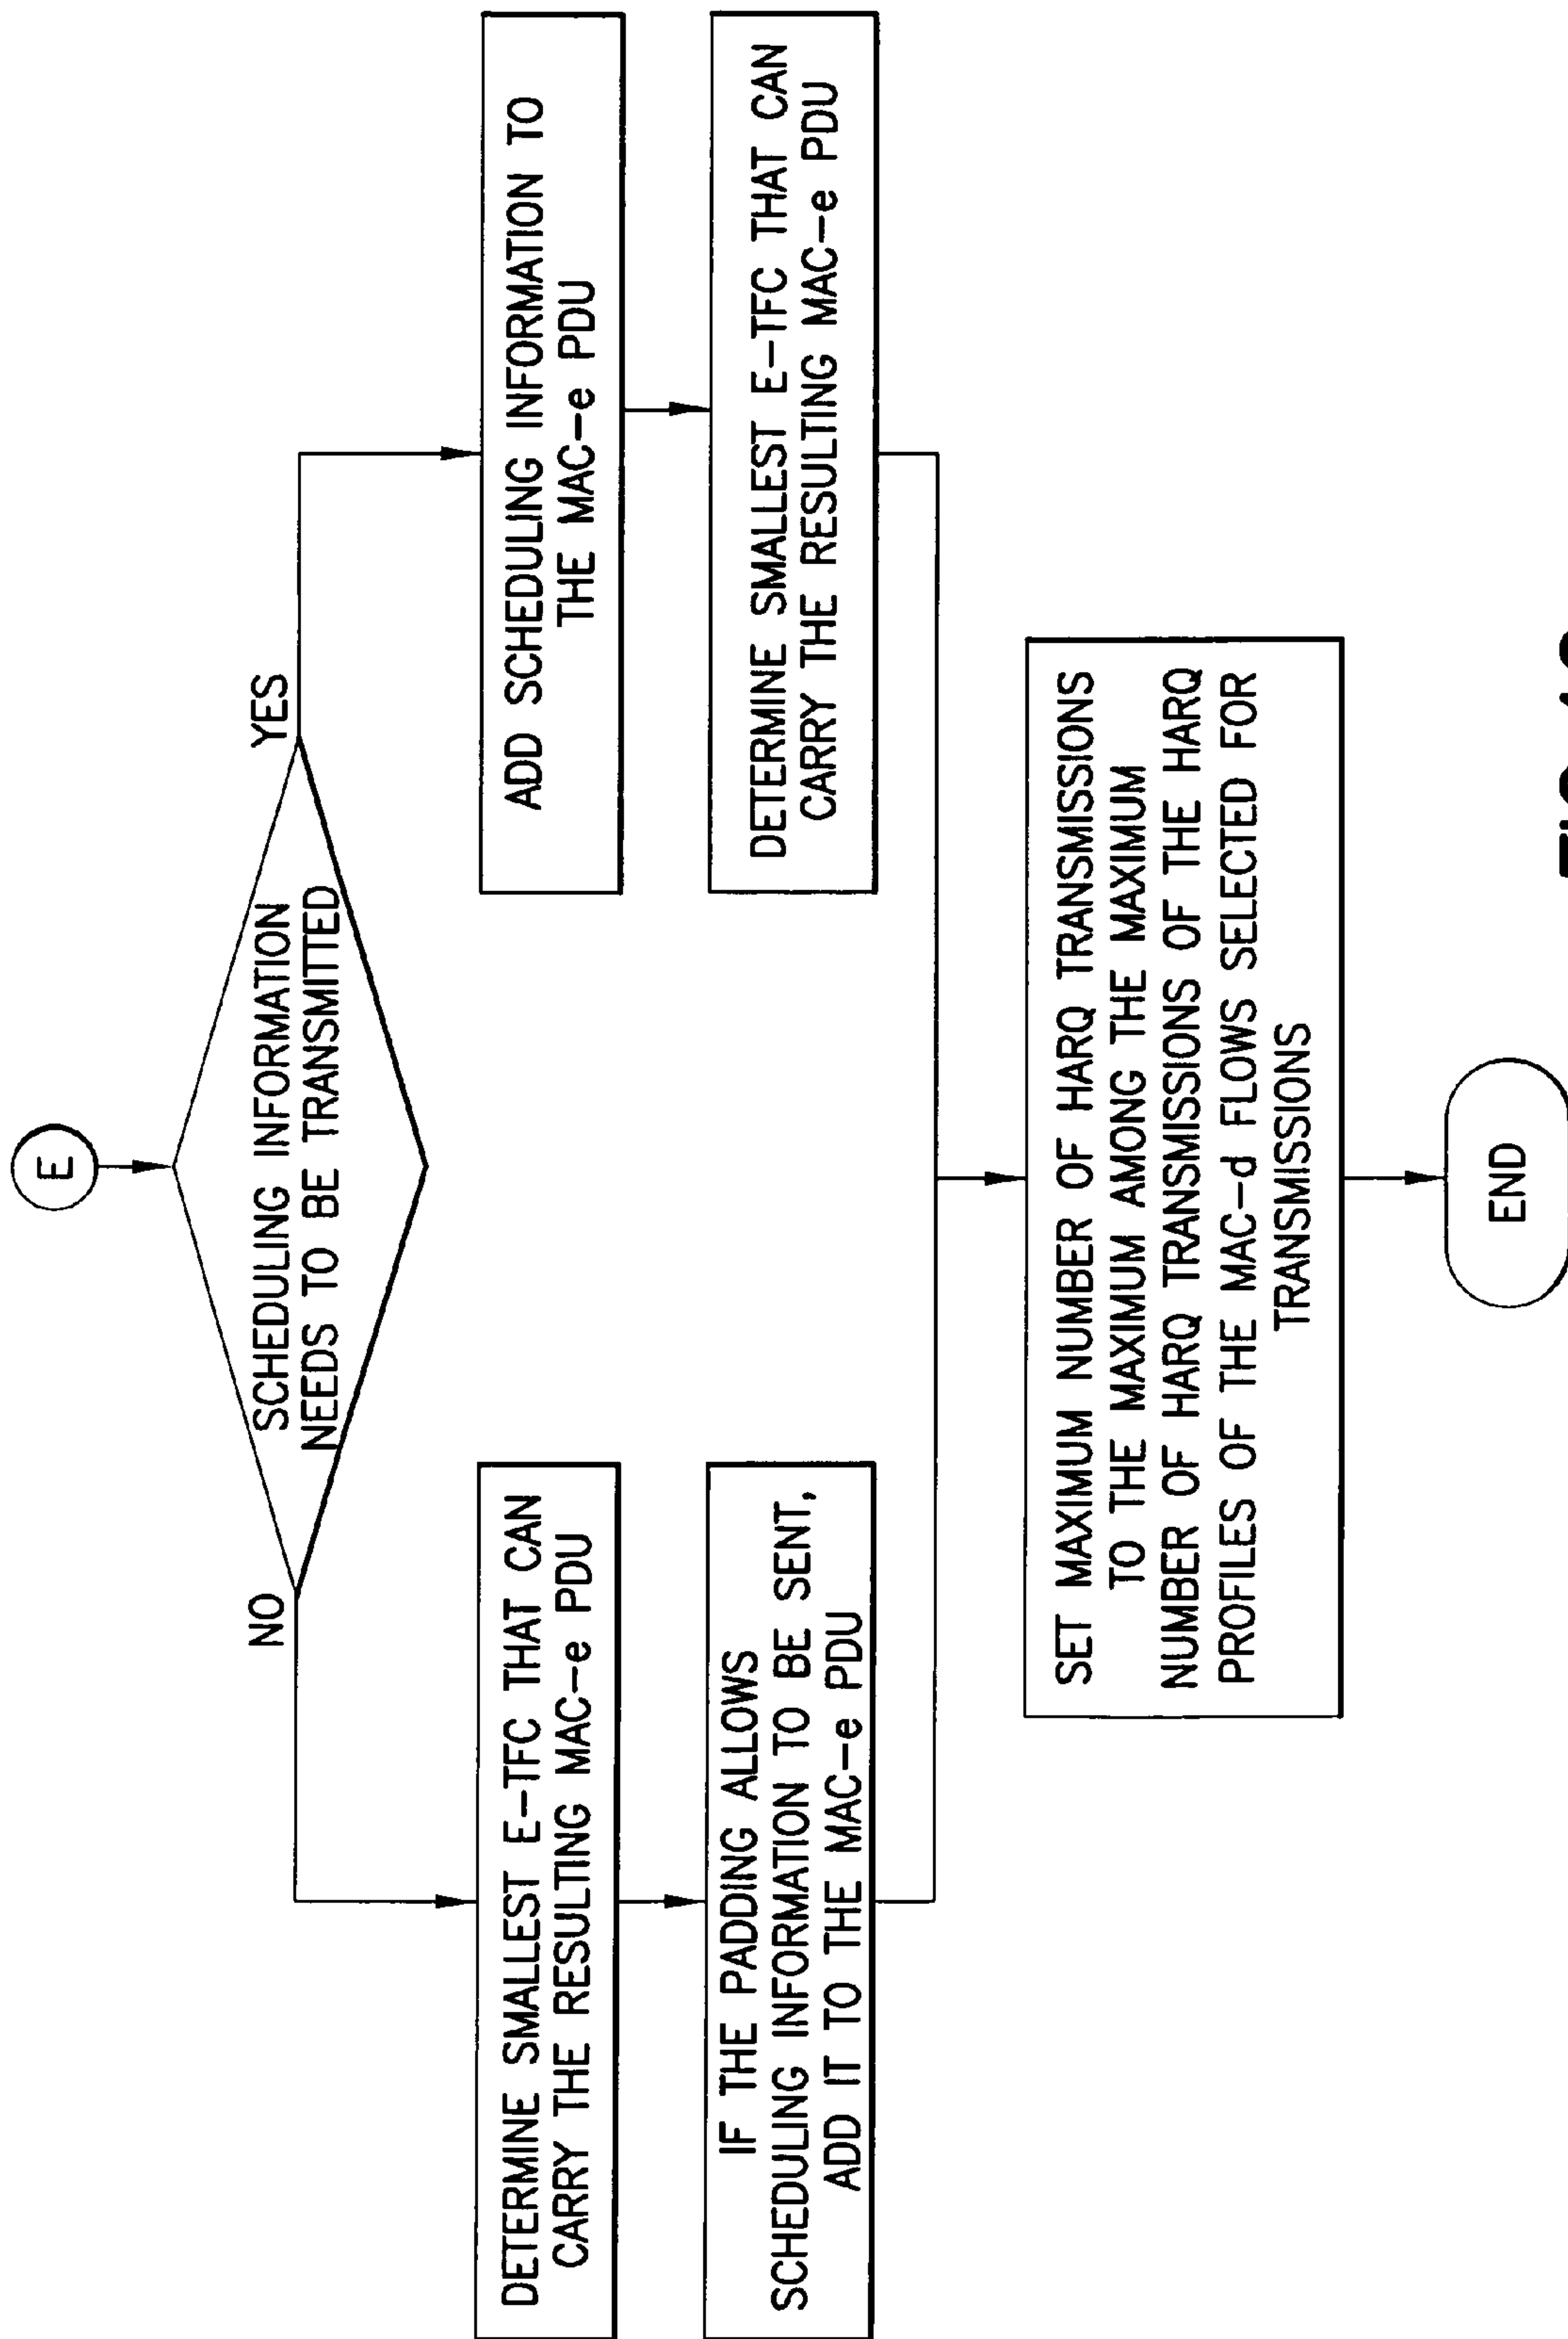 E
SCHEDULING INFORMATION
NEEDS TO BE TRANSMITTED
NO
YES
DETERMINE SMALLEST E-TFC THAT CAN
CARRY THE RESULTING MAC-e PDU
IF THE PADDING ALLOWS
SCHEDULING INFORMATION TO BE SENT,
ADD IT TO THE MAC-e PDU
ADD SCHEDULING INFORMATION TO
THE MAC-e PDU
DETERMINE SMALLEST E-TFC THAT CAN
CARRY THE RESULTING MAC-e PDU
SET MAXIMUM NUMBER OF HARQ TRANSMISSIONS
TO THE MAXIMUM AMONG THE MAXIMUM
NUMBER OF HARQ TRANSMISSIONS OF THE HARQ
PROFILES OF THE MAC-d FLOWS SELECTED FOR
TRANSMISSIONS
END